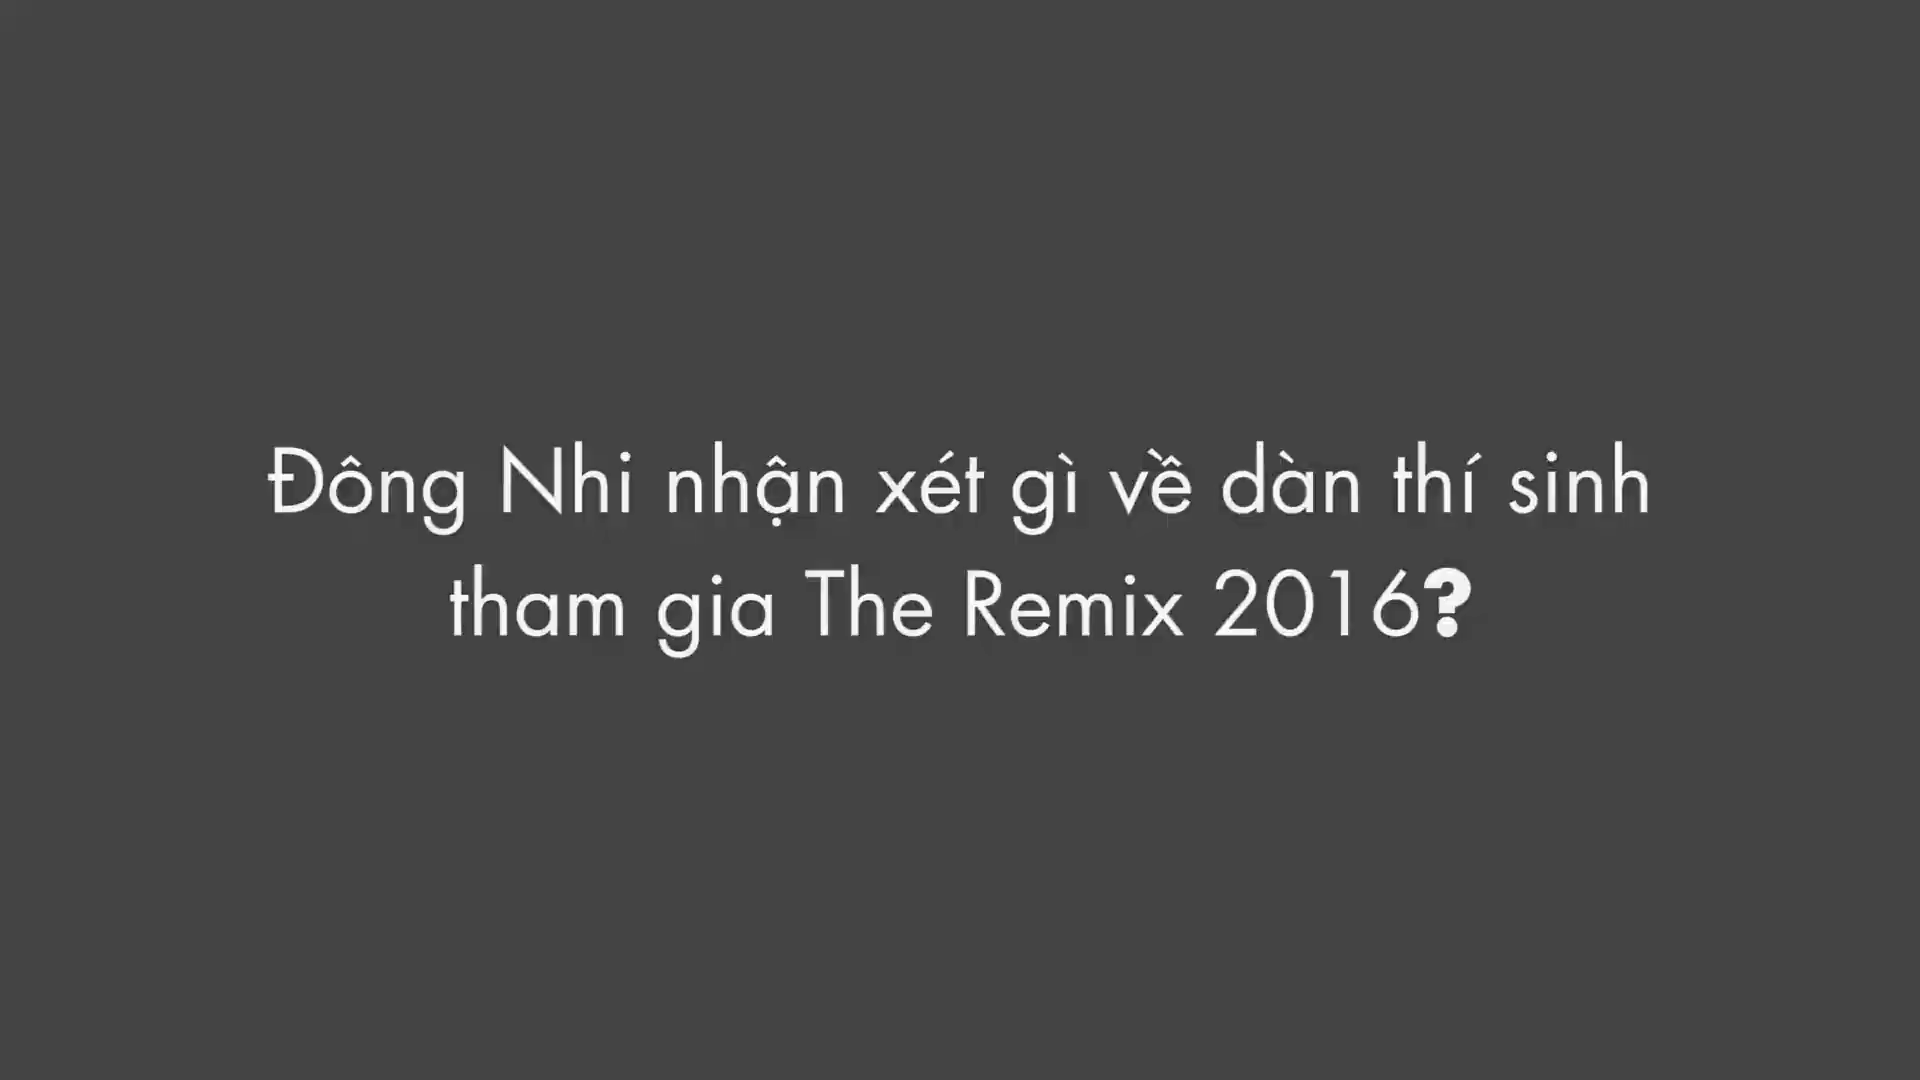 Đông Nhi nhận xét gì về dàn thí sinh
tham gia The Remix 2016?